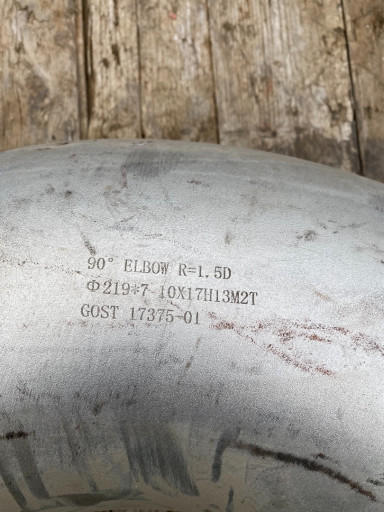 90° ELBOW R=1.5D
Φ219*7 10X17H13M2T
GOST 17375-01